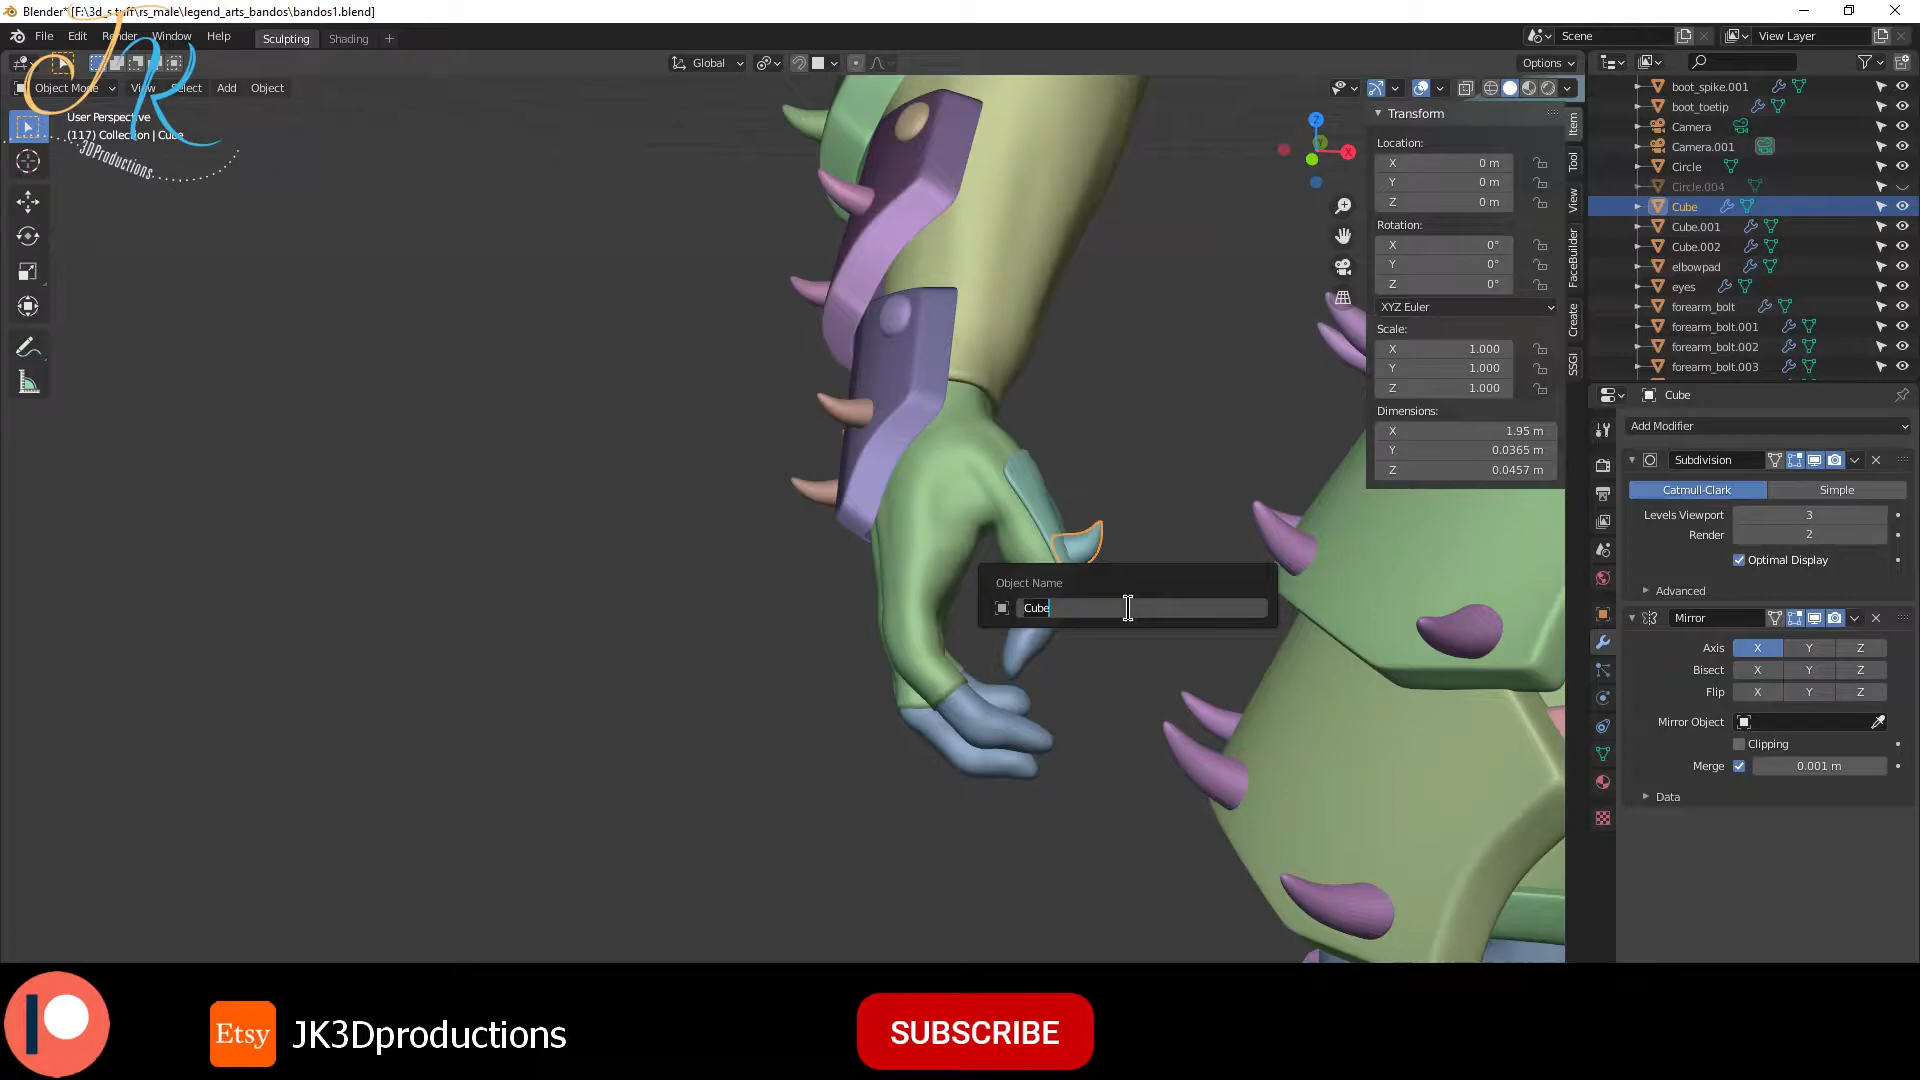 Blender* [F:\3d_stuff\rs_male\legend_arts_bandos\bandos1.blend]
File Edit Render Window Help Sculpting Shading +
Scene View Layer
Global Options
Object Mode View Select Add Object
User Perspective
(117) Collection | Cube
JR
3DProductions
X
Transform
Location:
X 0 m
Y 0 m
Z 0 m
Rotation:
X 0°
Y 0°
Z 0°
XYZ Euler
Scale:
X 1.000
Y 1.000
Z 1.000
Dimensions:
X 1.95 m
Y 0.0365 m
Z 0.0457 m
Item
Tool
View
FaceBuilder
Create
SSGI
boot_spike.001
boot_toetip
Camera
Camera.001
Circle
Circle.004
Cube
Cube.001
Cube.002
elbowpad
eyes
forearm_bolt
forearm_bolt.001
forearm_bolt.002
forearm_bolt.003
Cube
Add Modifier
Subdivision
Catmull-Clark Simple
Levels Viewport 3
Render 2
Optimal Display
Advanced
Mirror
Axis X Y Z
Bisect X Y Z
Flip X Y Z
Mirror Object
Clipping
Merge 0.001 m
Data
Object Name
Cube
Etsy JK3Dproductions
SUBSCRIBE